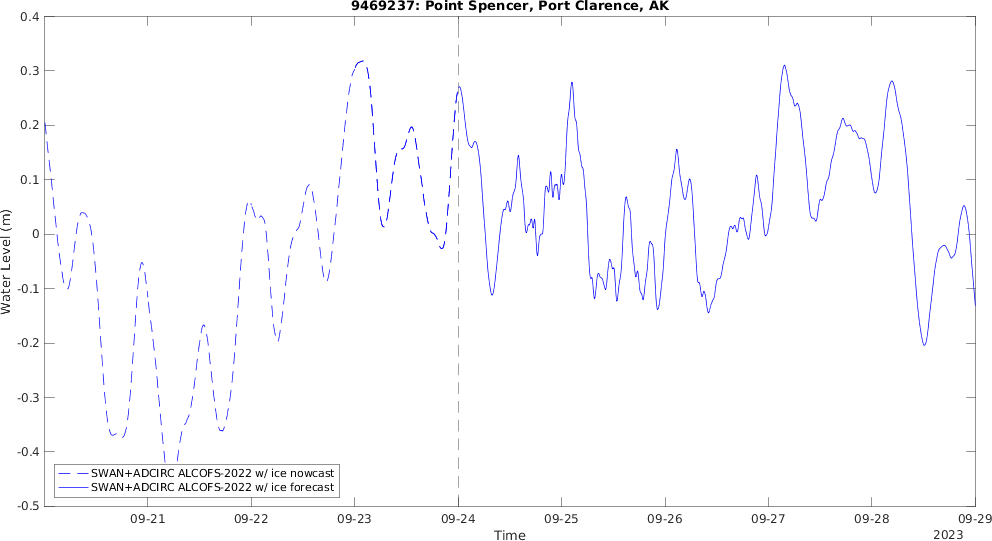 9469237: Point Spencer, Port Clarence, AK
0.4
0.3
0.2
0.1
0
-0.1
-0.2
-0.3
-0.4
-0.5
Water Level (m)
SWAN+ADCIRC ALCOFS-2022 w/ ice nowcast
SWAN+ADCIRC ALCOFS-2022 w/ ice forecast
09-21 09-22 09-23 09-24 09-25 09-26 09-27 09-28 09-29
Time
2023